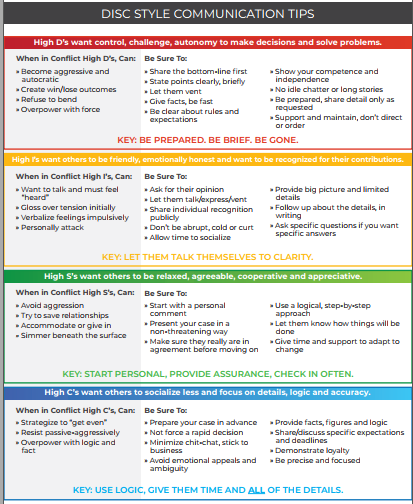 DISC STYLE COMMUNICATION TIPS
High D's want control, challenge, autonomy to make decisions and solve problems.
When in Conflict High D's, Can:
» Become aggressive and
autocratic
» Create win/lose outcomes
» Refuse to bend
» Overpower with force
Be Sure To:
» Share the bottom-line first
» State points clearly, briefly
» Let them vent
» Give facts, be fast
» Be clear about rules and
expectations
» Show your competence and
independence
» No idle chatter or long stories
» Be prepared, share detail only as
requested
» Support and maintain, don't direct
or order
KEY: BE PREPARED. BE BRIEF. BE GONE.
High I's want others to be friendly, emotionally honest and want to be recognized for their contributions.
When in Conflict High I's, Can:
» Want to talk and must feel
"heard"
» Gloss over tension initially
» Verbalize feelings impulsively
» Personally attack
Be Sure To:
» Ask for their opinion
» Let them talk/express/vent
» Share individual recognition
publicly
» Don't be abrupt, cold or curt
» Allow time to socialize
» Provide big picture and limited
details
» Follow up about the details, in
writing
» Ask specific questions if you want
specific answers
KEY: LET THEM TALK THEMSELVES TO CLARITY.
High S's want others to be relaxed, agreeable, cooperative and appreciative.
When in Conflict High S's, Can:
» Avoid aggression
» Try to save relationships
» Accommodate or give in
» Simmer beneath the surface
Be Sure To:
» Start with a personal
comment
» Present your case in a
non-threatening way
» Make sure they really are in
agreement before moving on
» Use a logical, step-by-step
approach
» Let them know how things will be
done
» Give time and support to adapt to
change
KEY: START PERSONAL, PROVIDE ASSURANCE, CHECK IN OFTEN.
High C's want others to socialize less and focus on details, logic and accuracy.
When in Conflict High C's, Can:
» Strategize to "get even"
» Resist passive-aggressively
» Overpower with logic and
fact
Be Sure To:
» Prepare your case in advance
» Not force a rapid decision
» Minimize chit-chat, stick to
business
» Avoid emotional appeals and
ambiguity
» Provide facts, figures and logic
» Share/discuss specific expectations
and deadlines
» Demonstrate loyalty
» Be precise and focused
KEY: USE LOGIC, GIVE THEM TIME AND ALL OF THE DETAILS.